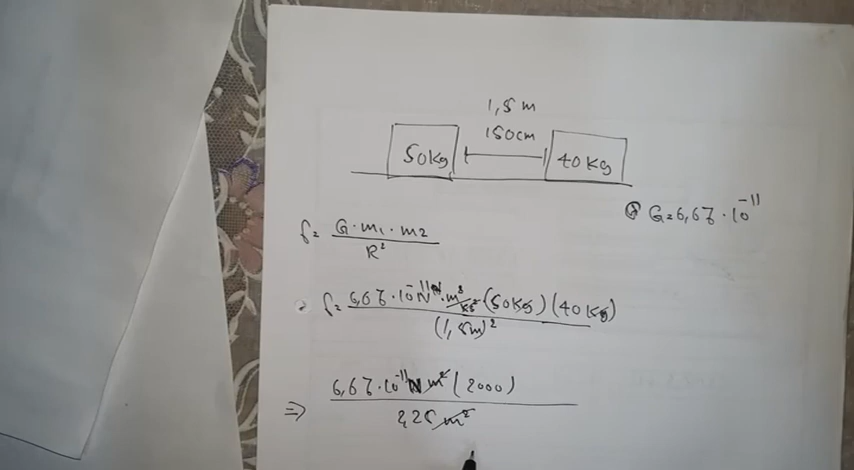 1,5 m
150cm
50Kg
40Kg
G=6,67 · 10⁻¹¹
F= G·m₁·m₂
R²
F= 6,67 · 10⁻¹¹ N·m²/Kg² (50Kg) (40Kg)
(1,5m)²
⇒ 6,67 · 10⁻¹¹ N m² (2000)
2,25 m²